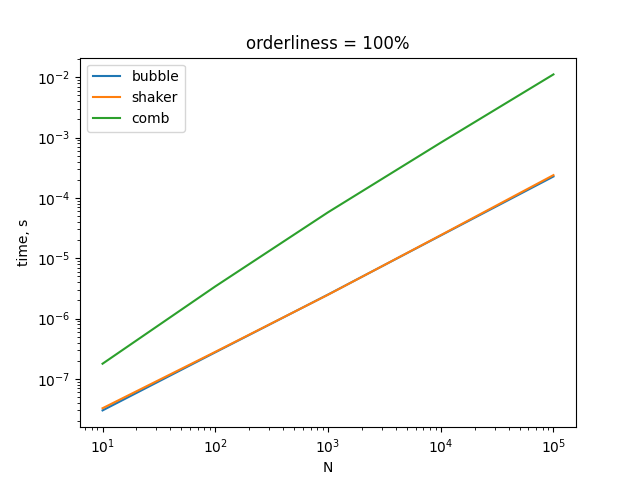 orderliness = 100%
bubble
shaker
comb
10⁻²
10⁻³
10⁻⁴
10⁻⁵
10⁻⁶
10⁻⁷
time, s
10¹ 10² 10³ 10⁴ 10⁵
N